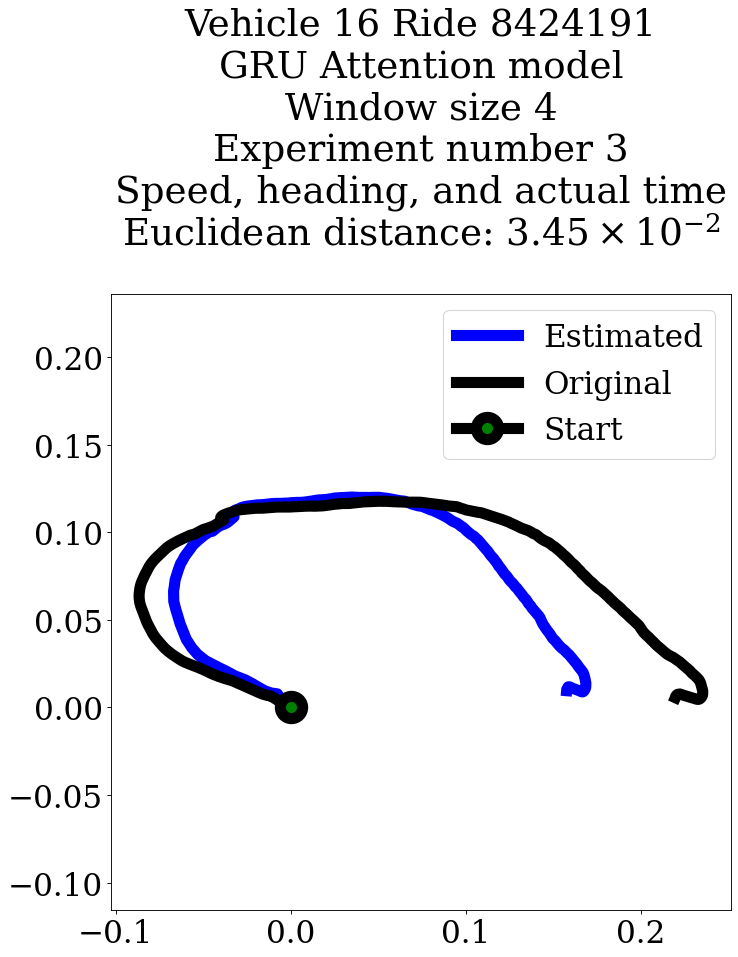 Vehicle 16 Ride 8424191
GRU Attention model
Window size 4
Experiment number 3
Speed, heading, and actual time
Euclidean distance: 3.45 × 10⁻²
Estimated
Original
Start
0.20
0.15
0.10
0.05
0.00
−0.05
−0.10
−0.1 0.0 0.1 0.2